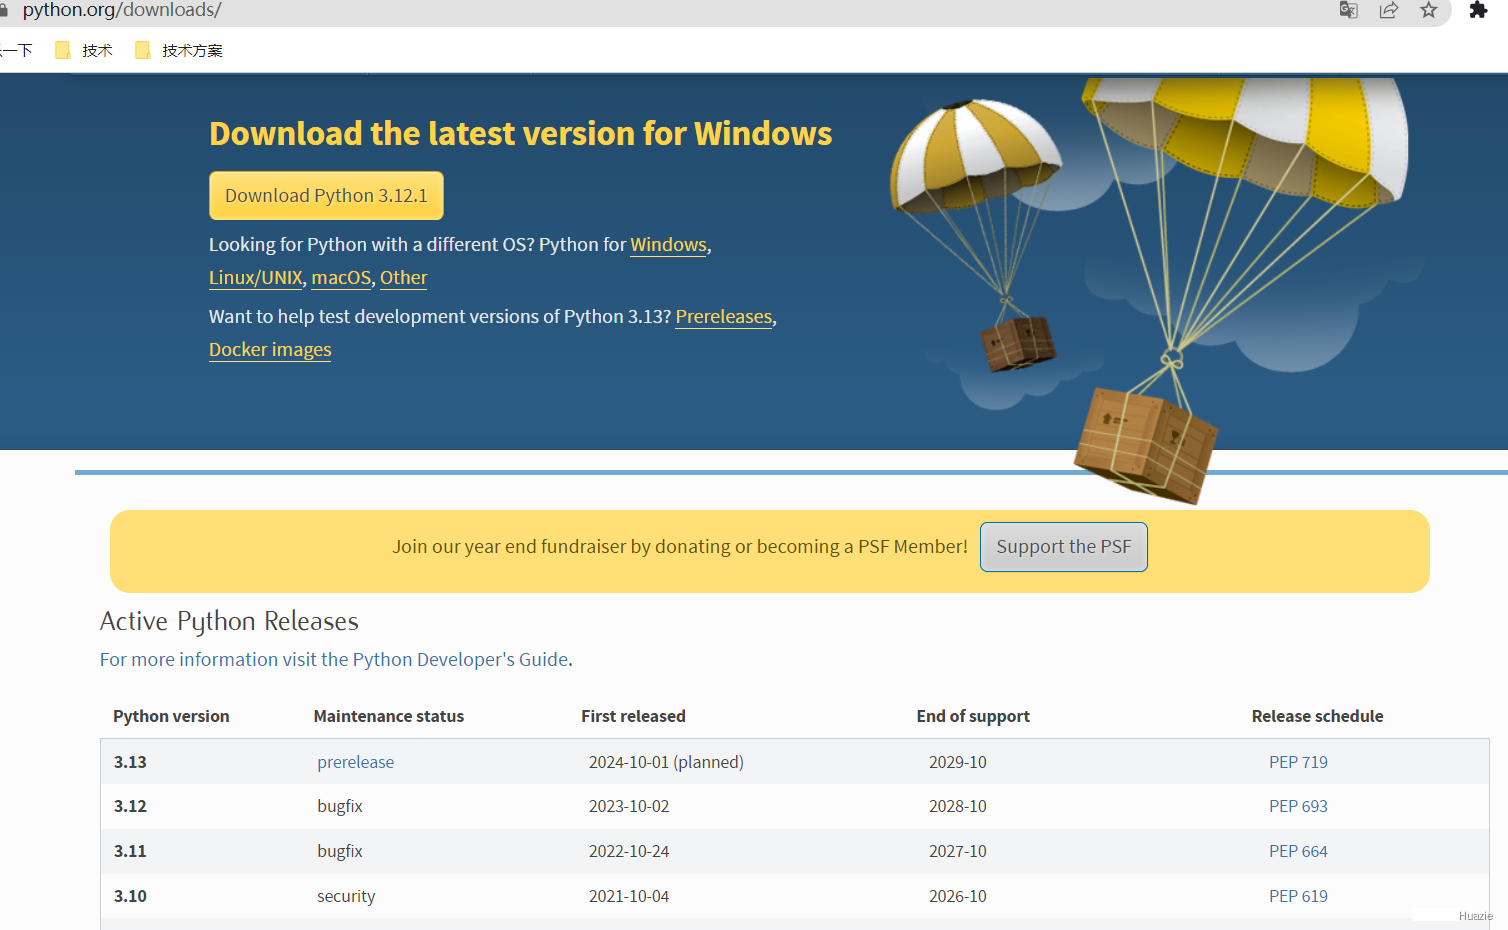 python.org/downloads/
一下 技术 技术方案
Download the latest version for Windows
Download Python 3.12.1
Looking for Python with a different OS? Python for Windows,
Linux/UNIX, macOS, Other
Want to help test development versions of Python 3.13? Prereleases,
Docker images
Join our year end fundraiser by donating or becoming a PSF Member! Support the PSF
Active Python Releases
For more information visit the Python Developer's Guide.
Python version Maintenance status First released End of support Release schedule
3.13 prerelease 2024-10-01 (planned) 2029-10 PEP 719
3.12 bugfix 2023-10-02 2028-10 PEP 693
3.11 bugfix 2022-10-24 2027-10 PEP 664
3.10 security 2021-10-04 2026-10 PEP 619
Huazie